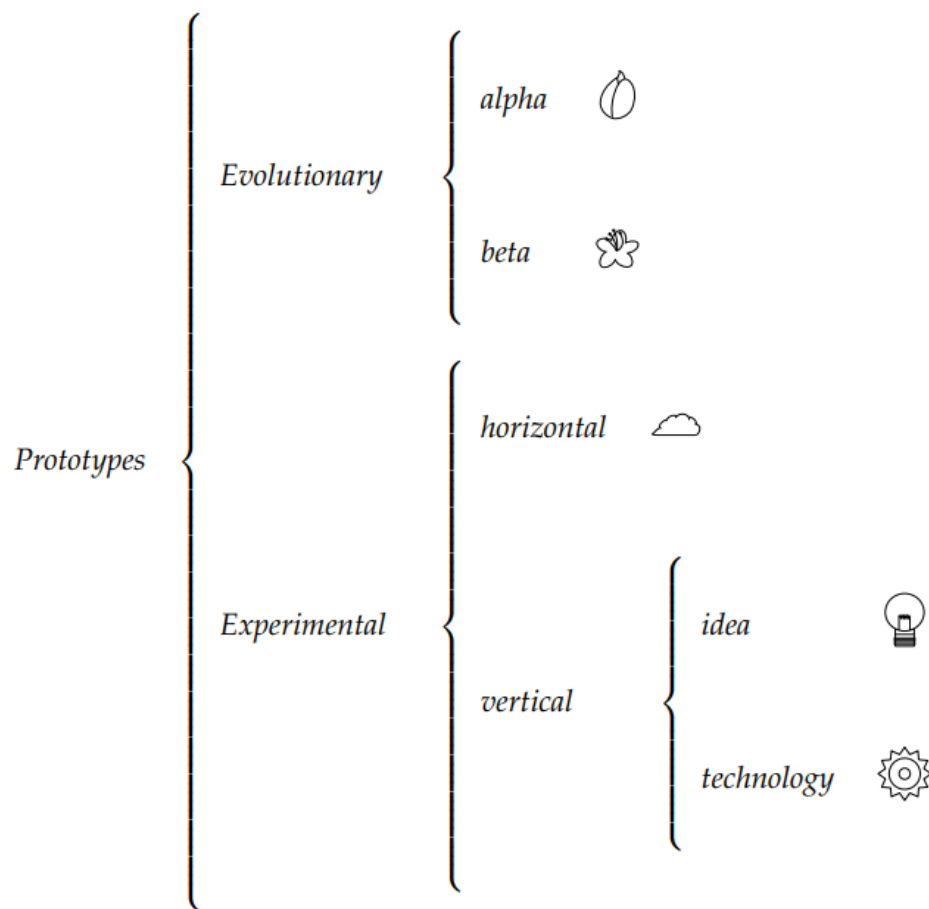 alpha
Evolutionary
beta
horizontal
Prototypes
Experimental
idea
vertical
technology